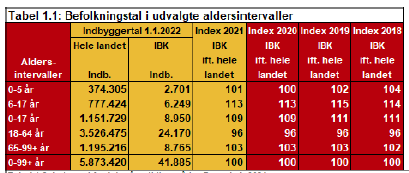 Tabel 1.1: Befolkningstal i udvalgte aldersintervaller
Indbyggertal 1.1.2022 Index 2021 Index 2020 Index 2019 Index 2018
Hele landet IBK IBK IBK IBK IBK
Alders- ift. hele ift. hele ift. hele ift. hele
intervaller Indb. Indb. landet landet landet landet
0-5 år 374.305 2.701 101 100 102 104
6-17 år 777.424 6.249 113 113 115 114
0-17 år 1.151.729 8.950 109 109 111 111
18-64 år 3.526.475 24.170 96 96 96 96
65-99+ år 1.195.216 8.765 103 103 103 102
0-99+ år 5.873.420 41.885 100 100 100 100